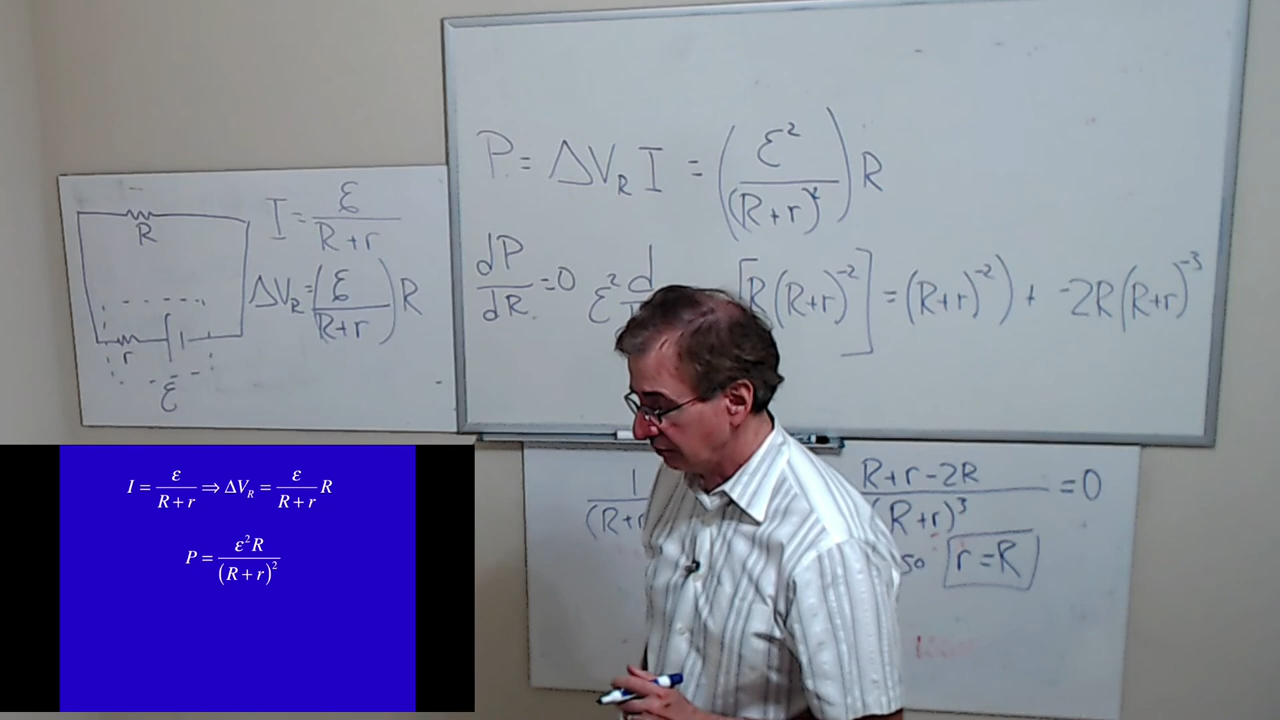 R
I = ε/(R+r)
ΔV_R = (ε/(R+r)) R
r
ε
P = ΔV_R I = (ε²/(R+r)²) R
dP/dR = 0 ε² d [R(R+r)⁻²] = (R+r)⁻²) + -2R(R+r)⁻³
1/(R+r (R+r-2R)/(R+r)³ = 0
so r=R
I = ε/(R+r) ⇒ ΔV_R = ε/(R+r) R
P = ε²R/(R+r)²